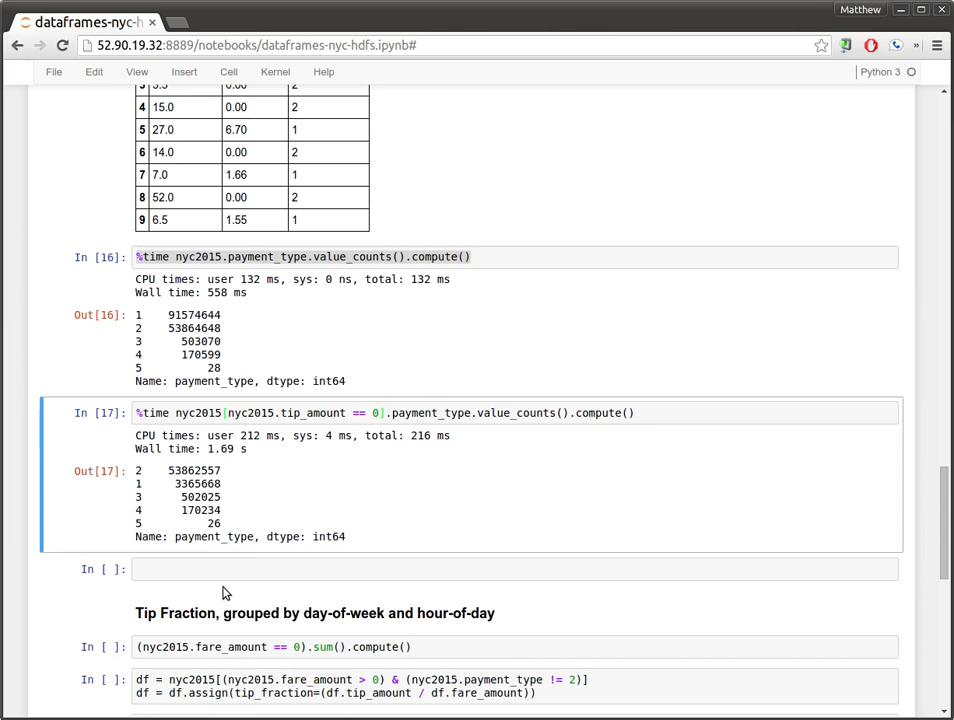 Matthew
dataframes-nyc-h
52.90.19.32:8889/notebooks/dataframes-nyc-hdfs.ipynb#
File Edit View Insert Cell Kernel Help Python 3
3 5.5 0.00 2
4 15.0 0.00 2
5 27.0 6.70 1
6 14.0 0.00 2
7 7.0 1.66 1
8 52.0 0.00 2
9 6.5 1.55 1
In [16]: %time nyc2015.payment_type.value_counts().compute()
CPU times: user 132 ms, sys: 0 ns, total: 132 ms
Wall time: 558 ms
Out[16]: 1 91574644
2 53864648
3 503070
4 170599
5 28
Name: payment_type, dtype: int64
In [17]: %time nyc2015[nyc2015.tip_amount == 0].payment_type.value_counts().compute()
CPU times: user 212 ms, sys: 4 ms, total: 216 ms
Wall time: 1.69 s
Out[17]: 2 53862557
1 3365668
3 502025
4 170234
5 26
Name: payment_type, dtype: int64
In [ ]:
Tip Fraction, grouped by day-of-week and hour-of-day
In [ ]: (nyc2015.fare_amount == 0).sum().compute()
In [ ]: df = nyc2015[(nyc2015.fare_amount > 0) & (nyc2015.payment_type != 2)]
df = df.assign(tip_fraction=(df.tip_amount / df.fare_amount))